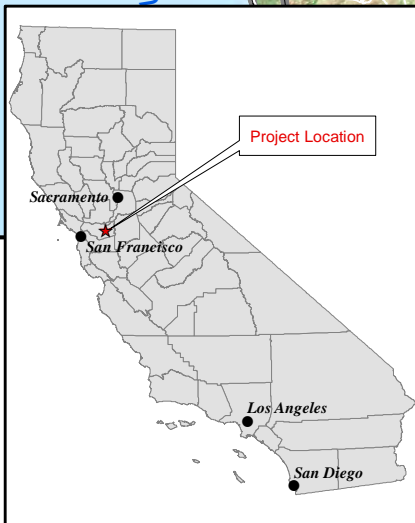 Project Location
Sacramento
San Francisco
Los Angeles
San Diego